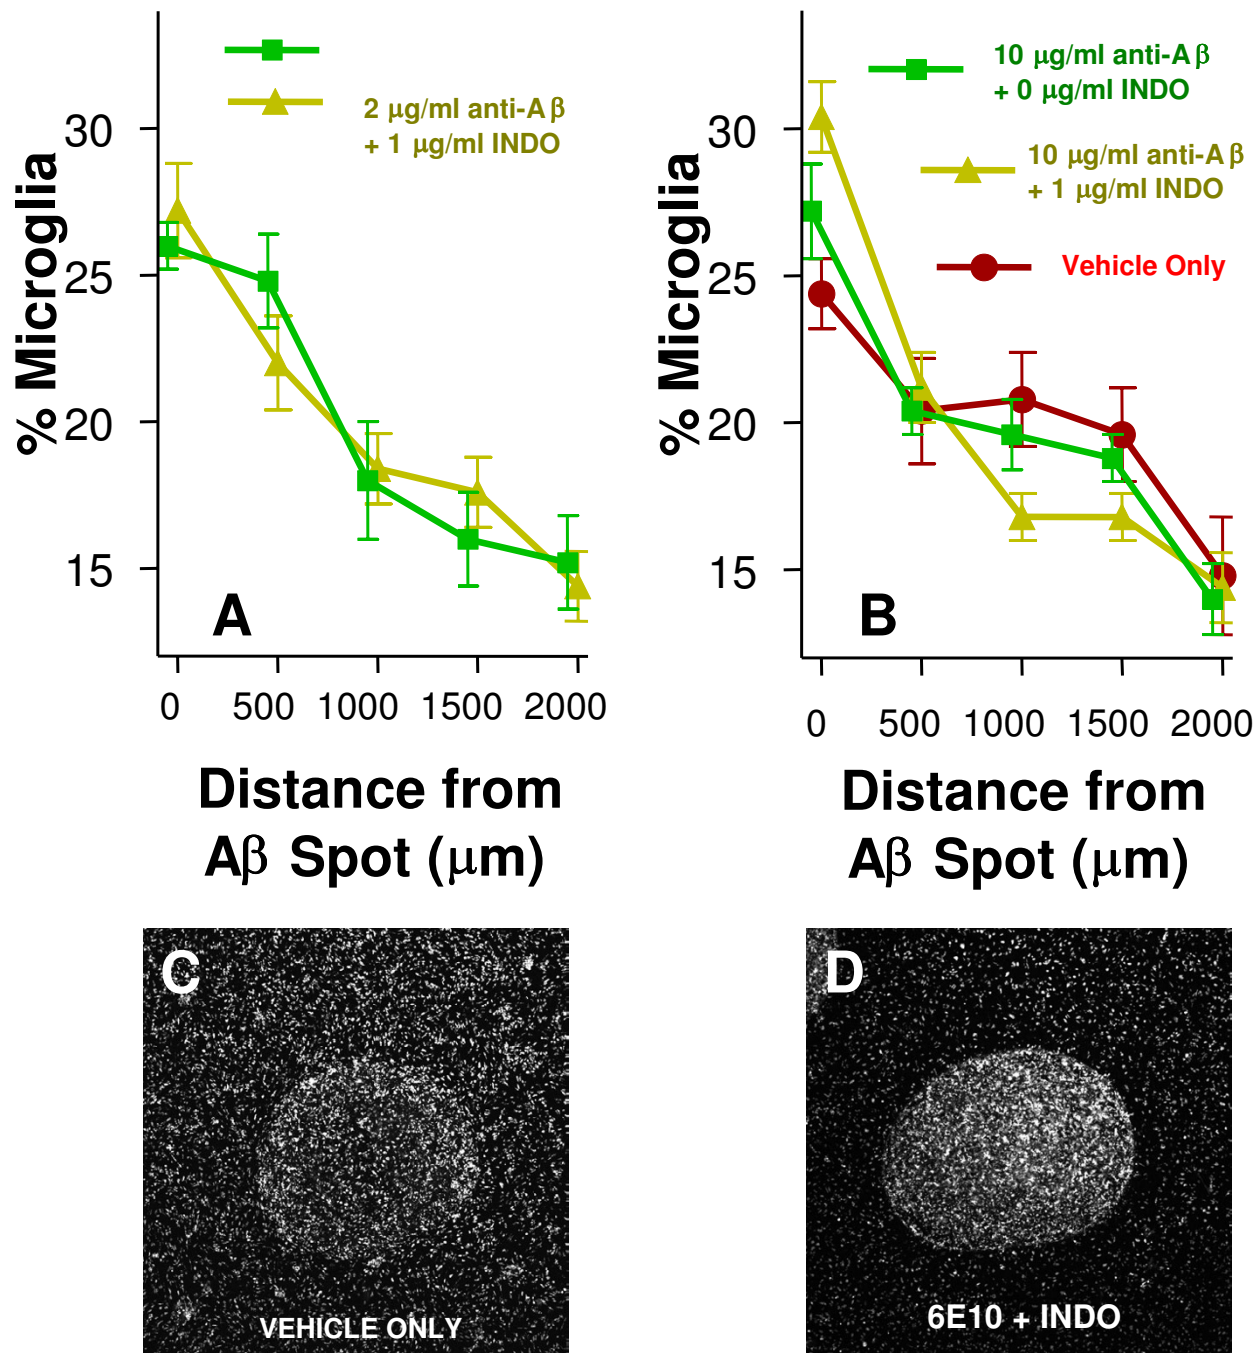 2 μg/ml anti-Aβ
+ 1 μg/ml INDO
% Microglia
30
25
20
15
A
0 500 1000 1500 2000
Distance from
Aβ Spot (μm)
10 μg/ml anti-Aβ
+ 0 μg/ml INDO
10 μg/ml anti-Aβ
+ 1 μg/ml INDO
Vehicle Only
% Microglia
30
25
20
15
B
0 500 1000 1500 2000
Distance from
Aβ Spot (μm)
C
VEHICLE ONLY
D
6E10 + INDO